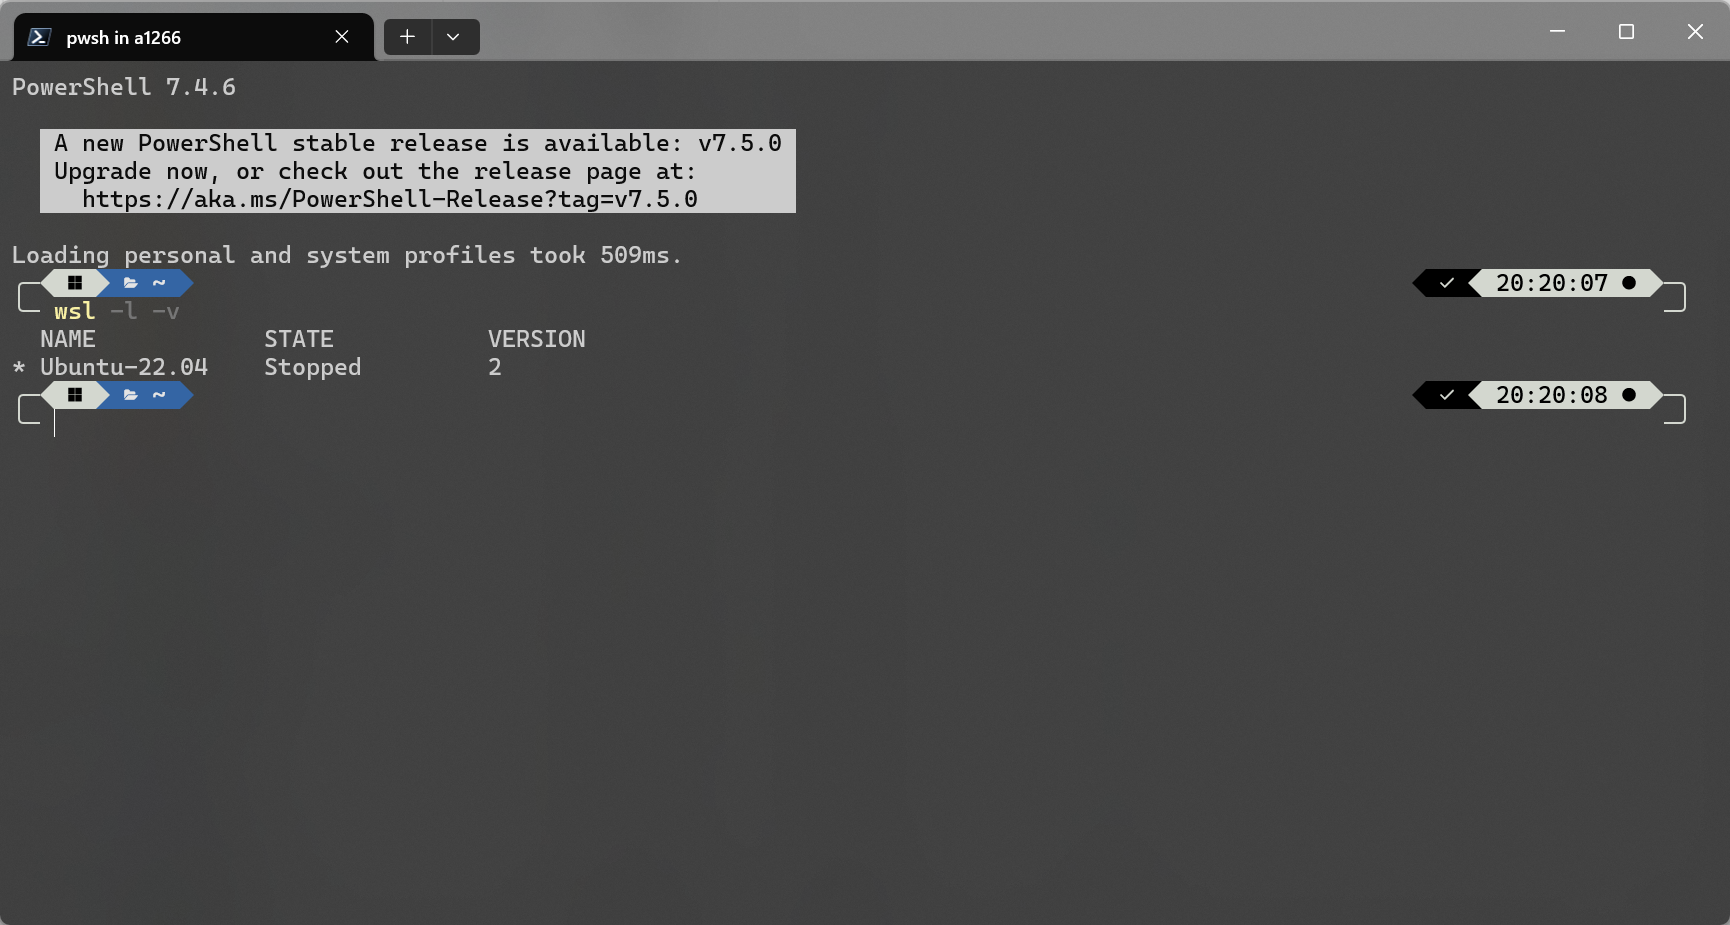 pwsh in a1266
PowerShell 7.4.6
A new PowerShell stable release is available: v7.5.0
Upgrade now, or check out the release page at:
https://aka.ms/PowerShell-Release?tag=v7.5.0
Loading personal and system profiles took 509ms.
~ 20:20:07
wsl -l -v
NAME STATE VERSION
* Ubuntu-22.04 Stopped 2
~ 20:20:08